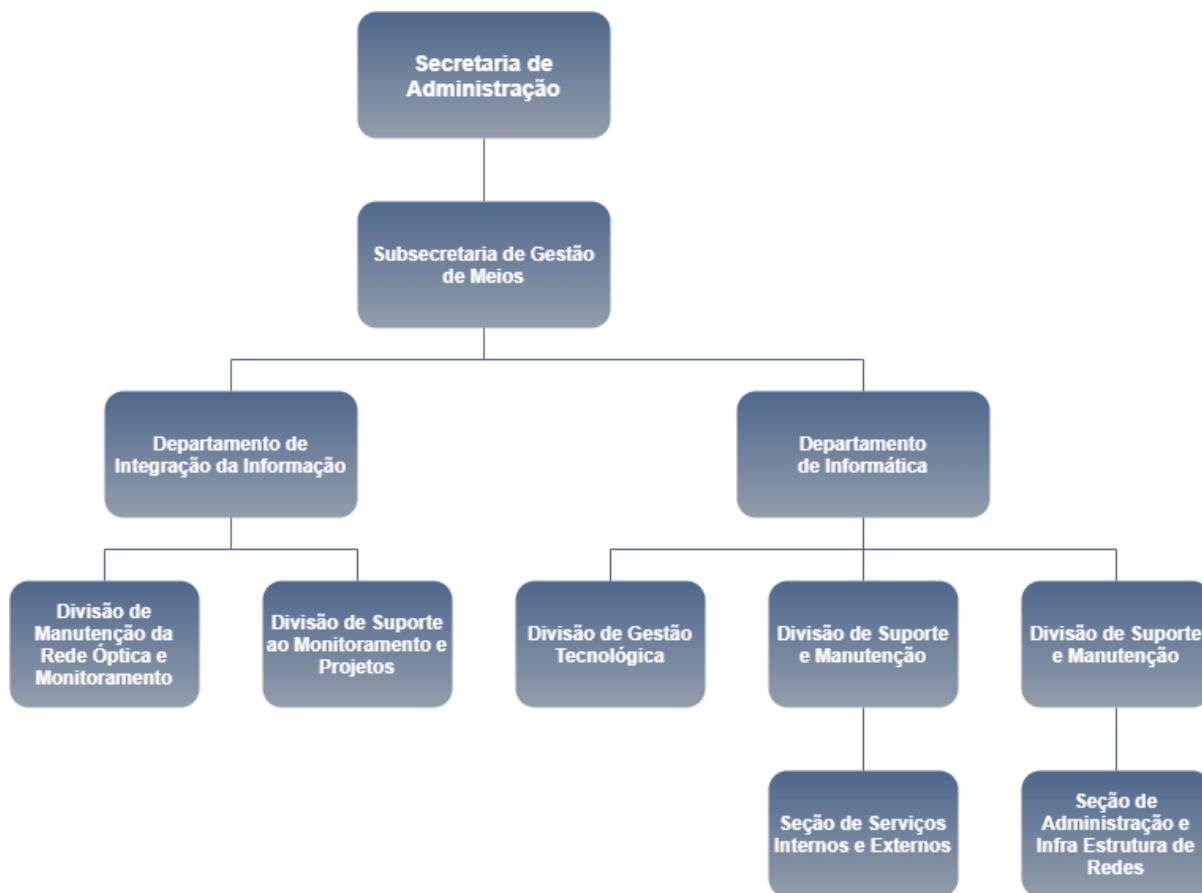 Secretaria de
Administração
Subsecretaria de Gestão
de Meios
Departamento de
Integração da Informação
Departamento
de Informática
Divisão de
Manutenção da
Rede Óptica e
Monitoramento
Divisão de Suporte
ao Monitoramento e
Projetos
Divisão de Gestão
Tecnológica
Divisão de Suporte
e Manutenção
Divisão de Suporte
e Manutenção
Seção de Serviços
Internos e Externos
Seção de
Administração e
Infra Estrutura de
Redes